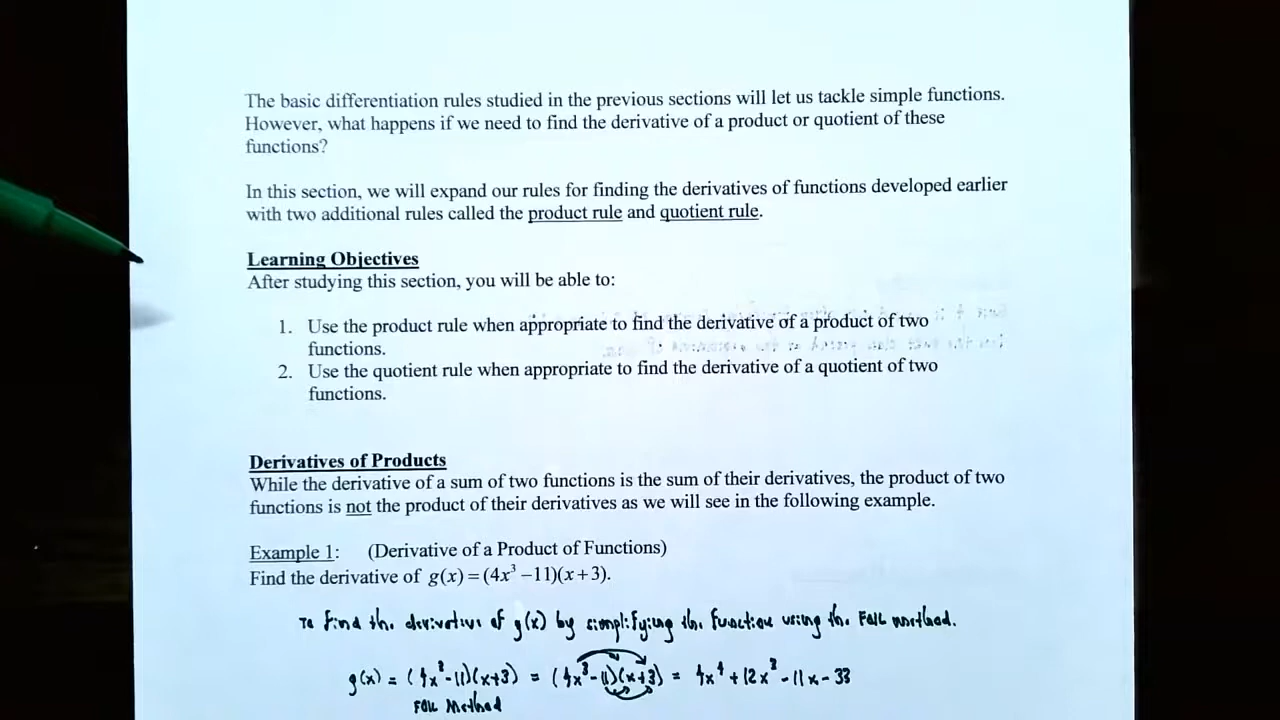 The basic differentiation rules studied in the previous sections will let us tackle simple functions.
However, what happens if we need to find the derivative of a product or quotient of these
functions?
In this section, we will expand our rules for finding the derivatives of functions developed earlier
with two additional rules called the product rule and quotient rule.
Learning Objectives
After studying this section, you will be able to:
1. Use the product rule when appropriate to find the derivative of a product of two
functions.
2. Use the quotient rule when appropriate to find the derivative of a quotient of two
functions.
Derivatives of Products
While the derivative of a sum of two functions is the sum of their derivatives, the product of two
functions is not the product of their derivatives as we will see in the following example.
Example 1: (Derivative of a Product of Functions)
Find the derivative of g(x) = (4x³ − 11)(x + 3).
To find the derivative of g(x) by simplifying the function using the FOIL method.
g(x) = (4x³ - 11)(x+3) = (4x³ - 11)(x+3) = 4x⁴ + 12x³ - 11x - 33
FOIL Method